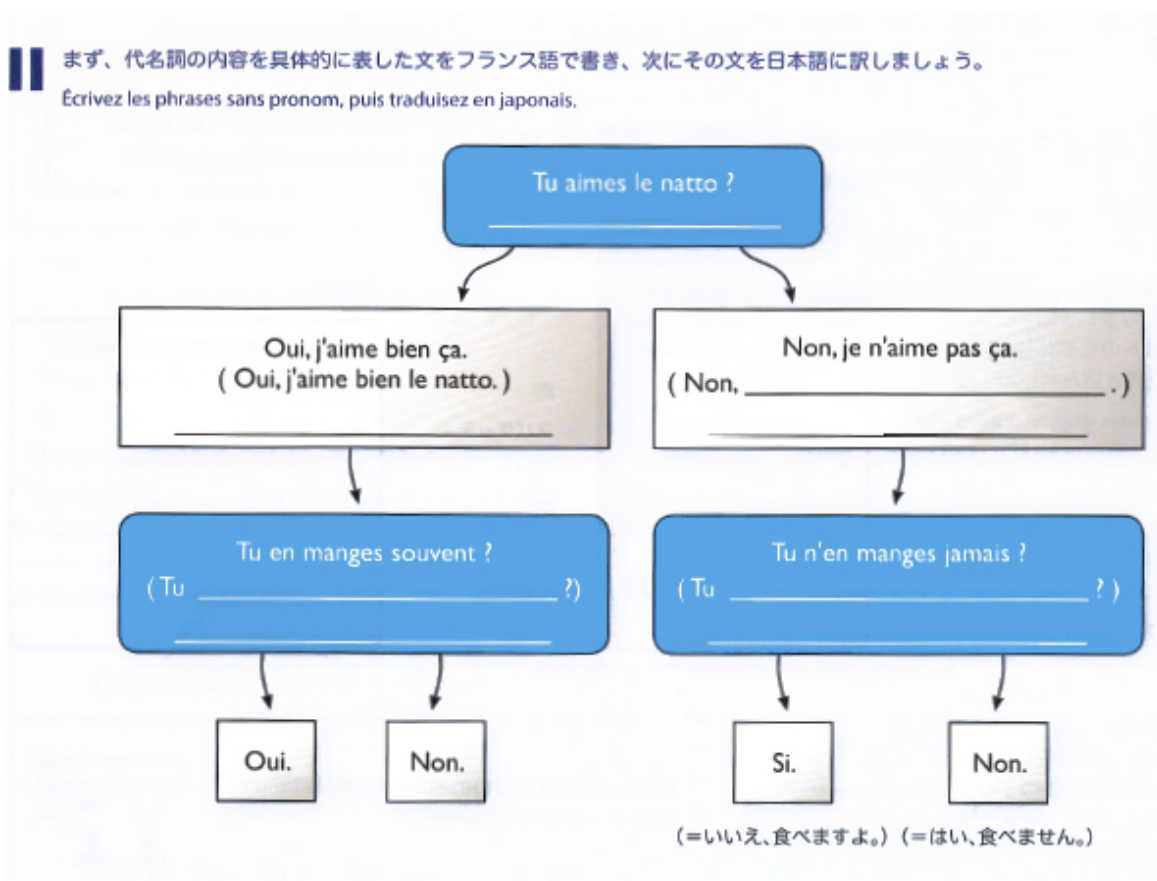 II まず、代名詞の内容を具体的に表した文をフランス語で書き、次にその文を日本語に訳しましょう。
Écrivez les phrases sans pronom, puis traduisez en japonais.
Tu aimes le natto ?
Oui, j'aime bien ça.
( Oui, j'aime bien le natto. )
Non, je n'aime pas ça.
( Non, . )
Tu en manges souvent ?
( Tu ?)
Tu n'en manges jamais ?
( Tu ? )
Oui.
Non.
Si.
Non.
(=いいえ、食べますよ。)
(=はい、食べません。)